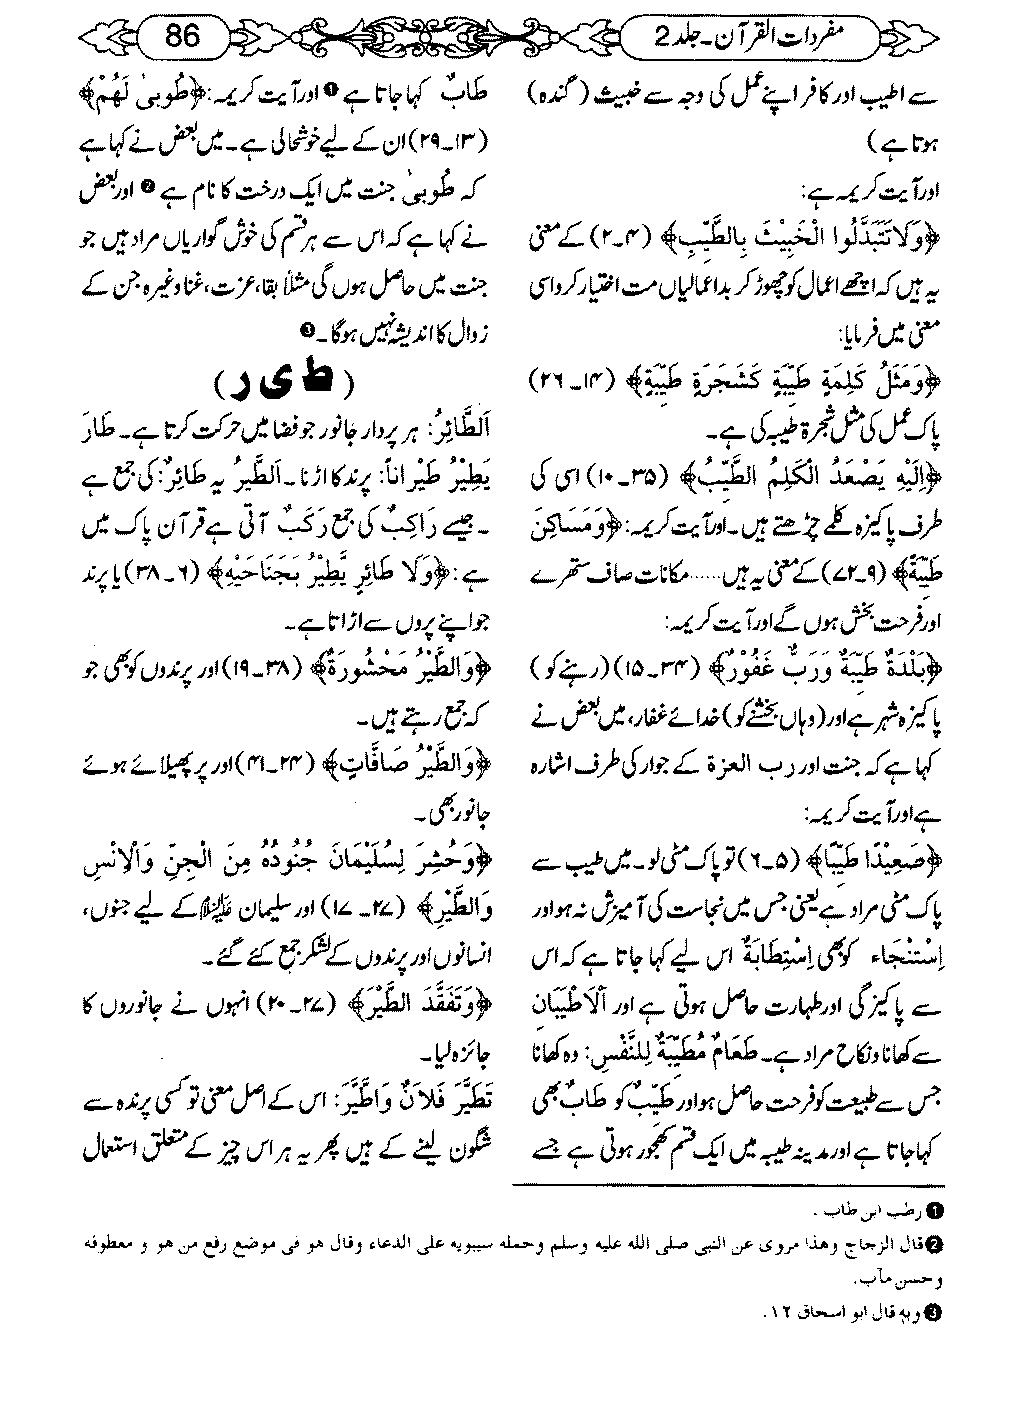 مفردات القرآن۔جلد 2
86
سے اطیب اور کافر اپنے عمل کی وجہ سے خبیث (گندہ)
ہوتا ہے)
اور آیت کریمہ ہے:
﴿وَلَا تَتَبَدَّلُوا الْخَبِيْثَ بِالطَّيِّبِ﴾ (۴۔۲) کے معنی
یہ ہیں کہ اچھے اعمال کو چھوڑ کر بداعمالیاں مت اختیار کرو اسی
معنی میں فرمایا:
﴿وَمَثَلُ كَلِمَةٍ طَيِّبَةٍ كَشَجَرَةٍ طَيِّبَةٍ﴾ (۱۴۔۲۶)
پاک عمل کی مثل شجرۃ طیبہ کی ہے۔
﴿اِلَيْهِ يَصْعَدُ الْكَلِمُ الطَّيِّبُ﴾ (۳۵۔۱۰) اسی کی
طرف پاکیزہ کلمے چڑھتے ہیں۔ اور آیت کریمہ: ﴿وَمَسَاكِنَ
طَيِّبَةً﴾ (۹۔۷۲) کے معنی یہ ہیں...... مکانات صاف ستھرے
اور فرحت بخش ہوں گے اور آیت کریمہ:
﴿بَلْدَةٌ طَيِّبَةٌ وَرَبٌّ غَفُوْرٌ﴾ (۳۴۔۱۵) (رہنے کو)
پاکیزہ شہر ہے اور (وہاں بخشنے کو) خدائے غفار، میں بعض نے
کہا ہے کہ جنت اور رب العزۃ کے جوار کی طرف اشارہ
ہے اور آیت کریمہ:
﴿صَعِيْدًا طَيِّبًا﴾ (۵۔۶) تو پاک مٹی لو۔ میں طیب سے
پاک مٹی مراد ہے یعنی جس میں نجاست کی آمیزش نہ ہو اور
اِسْتِنْجَاء کو بھی اِسْتِطَابَةٌ اس لیے کہا جاتا ہے کہ اس
سے پاکیزگی اور طہارت حاصل ہوتی ہے اور اَلْاَطْيَبَانِ
سے کھانا و نکاح مراد ہے۔ طَعَامٌ مُطَيِّبَةٌ لِلنَّفْسِ: وہ کھانا
جس سے طبیعت کو فرحت حاصل ہو اور طَيِّبٌ کو طَابٌ بھی
کہا جاتا ہے اور مدینہ طیبہ میں ایک قسم کھجور ہوتی ہے جسے
طَابٌ کہا جاتا ہے ❶ اور آیت کریمہ: ﴿طُوْبىٰ لَهُمْ﴾
(۱۳۔۲۹) ان کے لیے خوشحالی ہے۔ میں بعض نے کہا ہے
کہ طُوبىٰ جنت میں ایک درخت کا نام ہے ❷ اور بعض
نے کہا ہے کہ اس سے ہر قسم کی خوش گواریاں مراد ہیں جو
جنت میں حاصل ہوں گی مثلاً بقا، عزت، غنا وغیرہ جن کے
زوال کا اندیشہ نہیں ہوگا۔ ❸
(ط ی ر)
اَلطَّائِرُ: ہر پردار جانور جو فضا میں حرکت کرتا ہے۔ طَارَ
يَطِيْرُ طَيْرَاناً: پرند کا اڑنا۔ اَلطَّيْرُ یہ طَائِرٌ: کی جمع ہے
۔ جیسے رَاكِبٌ کی جمع رَكَبٌ آتی ہے قرآن پاک میں
ہے: ﴿وَلَا طَائِرٍ يَّطِيْرُ بِجَنَاحَيْهِ﴾ (۶۔۳۸) یا پرند
جو اپنے پروں سے اڑاتا ہے۔
﴿وَالطَّيْرُ مَحْشُورَةٌ﴾ (۳۸۔۱۹) اور پرندوں کو بھی جو
کہ جمع رہتے ہیں۔
﴿وَالطَّيْرُ صَافَّاتٍ﴾ (۲۴۔۴۱) اور پر پھیلائے ہوئے
جانور بھی۔
﴿وَحُشِرَ لِسُلَيْمَانَ جُنُودُهُ مِنَ الْجِنِّ وَالْاِنْسِ
وَالطَّيْرِ﴾ (۲۷۔۱۷) اور سلیمان علیہ السلام کے لیے جنوں،
انسانوں اور پرندوں کے لشکر جمع کئے گئے۔
﴿وَتَفَقَّدَ الطَّيْرَ﴾ (۲۷۔۲۰) انہوں نے جانوروں کا
جائزہ لیا۔
تَطَيَّرَ فَلَانٌ وَاطَّيَّرَ: اس کے اصل معنی تو کسی پرندہ سے
شگون لینے کے ہیں پھر یہ ہر اس چیز کے متعلق استعمال
❶ رطب ابن طاب .
❷ قال الزجاج وهذا مروى عن النبى صلى الله عليه وسلم وحمله سيبويه على الدعاء وقال هو فى موضع رفع من هو و معطوفه
وحسن مآب.
❸ وبه قال ابو اسحاق ۱۲.